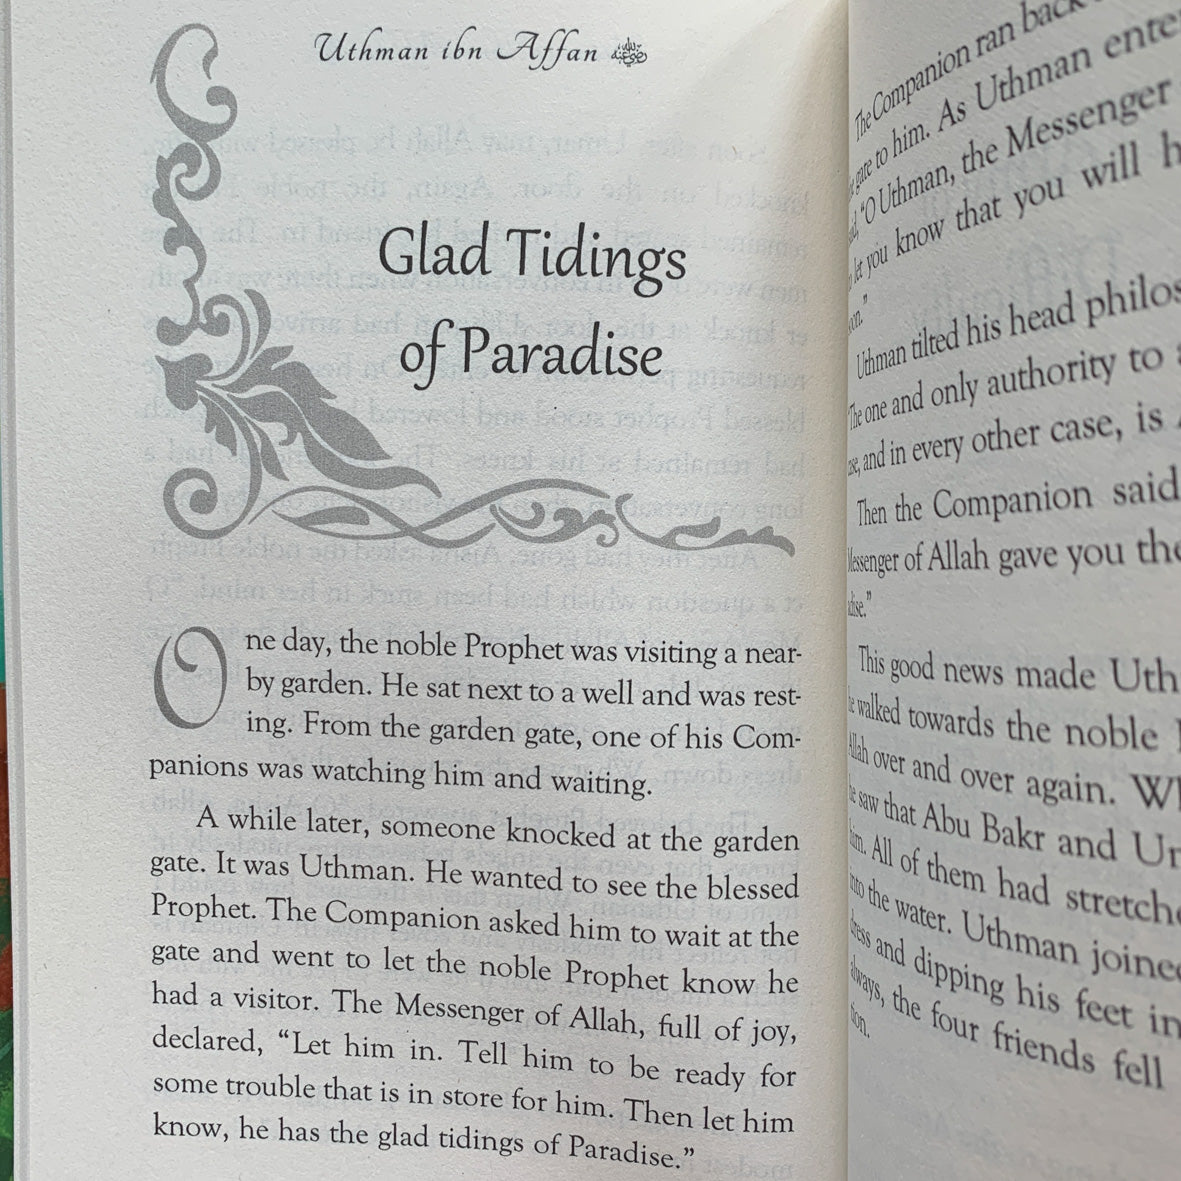 Uthman ibn Affan
Glad Tidings
of Paradise
One day, the noble Prophet was visiting a near-
by garden. He sat next to a well and was rest-
ing. From the garden gate, one of his Com-
panions was watching him and waiting.
A while later, someone knocked at the garden
gate. It was Uthman. He wanted to see the blessed
Prophet. The Companion asked him to wait at the
gate and went to let the noble Prophet know he
had a visitor. The Messenger of Allah, full of joy,
declared, “Let him in. Tell him to be ready for
some trouble that is in store for him. Then let him
know, he has the glad tidings of Paradise.”
The Companion ran back
gate to him. As Uthman ente
“O Uthman, the Messenger
let you know that you will h
Uthman tilted his head philos
The one and only authority to
and in every other case, is
Then the Companion said
Messenger of Allah gave you the
This good news made Uth
he walked towards the noble
Allah over and over again. Wh
he saw that Abu Bakr and Um
him. All of them had stretche
into the water. Uthman joined
dress and dipping his feet in
always, the four friends fell
tion.